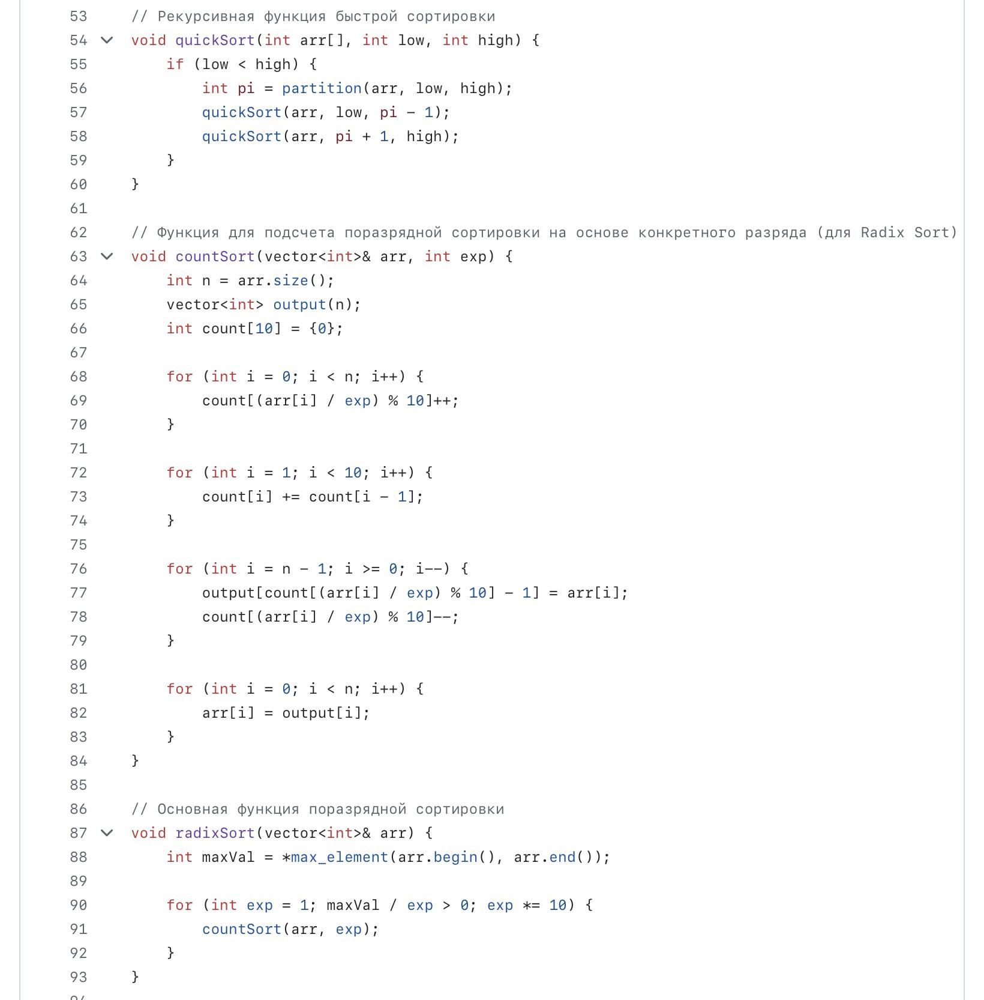 53 // Рекурсивная функция быстрой сортировки
54 void quickSort(int arr[], int low, int high) {
55     if (low < high) {
56         int pi = partition(arr, low, high);
57         quickSort(arr, low, pi - 1);
58         quickSort(arr, pi + 1, high);
59     }
60 }
61
62 // Функция для подсчета поразрядной сортировки на основе конкретного разряда (для Radix Sort)
63 void countSort(vector<int>& arr, int exp) {
64     int n = arr.size();
65     vector<int> output(n);
66     int count[10] = {0};
67
68     for (int i = 0; i < n; i++) {
69         count[(arr[i] / exp) % 10]++;
70     }
71
72     for (int i = 1; i < 10; i++) {
73         count[i] += count[i - 1];
74     }
75
76     for (int i = n - 1; i >= 0; i--) {
77         output[count[(arr[i] / exp) % 10] - 1] = arr[i];
78         count[(arr[i] / exp) % 10]--;
79     }
80
81     for (int i = 0; i < n; i++) {
82         arr[i] = output[i];
83     }
84 }
85
86 // Основная функция поразрядной сортировки
87 void radixSort(vector<int>& arr) {
88     int maxVal = *max_element(arr.begin(), arr.end());
89
90     for (int exp = 1; maxVal / exp > 0; exp *= 10) {
91         countSort(arr, exp);
92     }
93 }